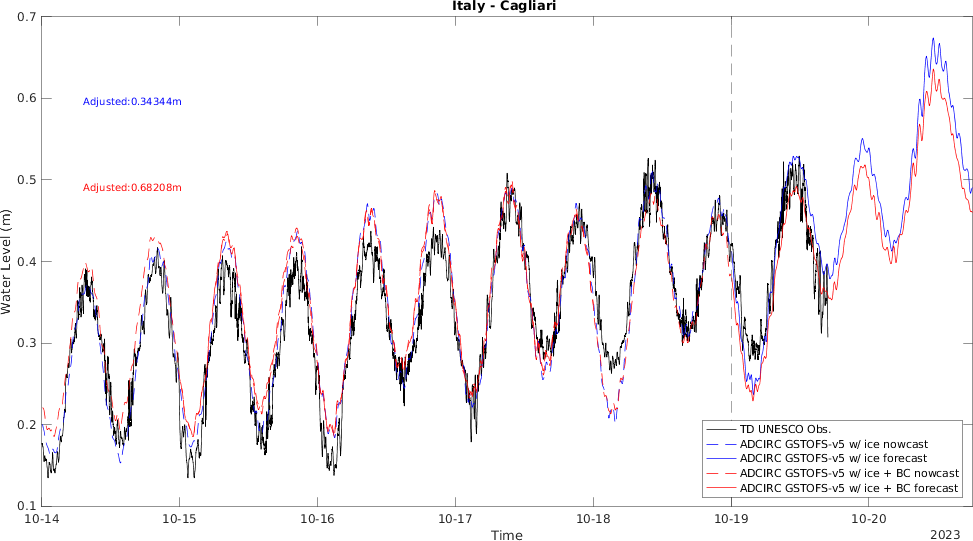 Italy - Cagliari
0.7
0.6
0.5
0.4
0.3
0.2
0.1
Water Level (m)
Adjusted:0.34344m
Adjusted:0.68208m
TD UNESCO Obs.
ADCIRC GSTOFS-v5 w/ ice nowcast
ADCIRC GSTOFS-v5 w/ ice forecast
ADCIRC GSTOFS-v5 w/ ice + BC nowcast
ADCIRC GSTOFS-v5 w/ ice + BC forecast
10-14 10-15 10-16 10-17 10-18 10-19 10-20
Time
2023